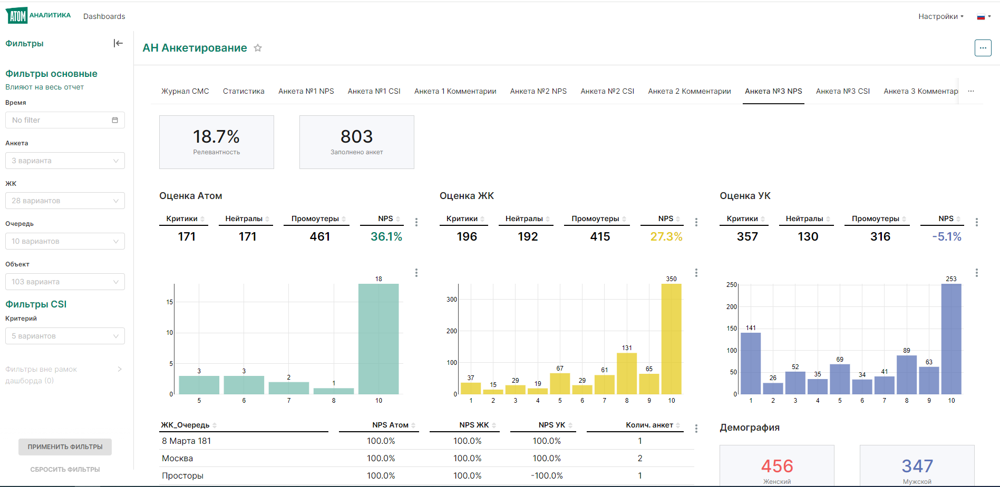 АТОМ АНАЛИТИКА Dashboards Настройки
Фильтры
АН Анкетирование
Фильтры основные
Влияют на весь отчет
Время
No filter
Анкета
3 варианта
ЖК
28 вариантов
Очередь
10 вариантов
Объект
103 варианта
Фильтры CSI
Критерий
5 вариантов
Фильтры вне рамок
дашборда (0)
ПРИМЕНИТЬ ФИЛЬТРЫ
СБРОСИТЬ ФИЛЬТРЫ
Журнал СМС Статистика Анкета №1 NPS Анкета №1 CSI Анкета 1 Комментарии Анкета №2 NPS Анкета №2 CSI Анкета 2 Комментарии Анкета №3 NPS Анкета №3 CSI Анкета 3 Комментар ...
18.7%
Релевантность
803
Заполнено анкет
Оценка Атом
Критики Нейтралы Промоутеры NPS
171 171 461 36.1%
18
15
10
5
0
3 3 2 1
5 6 7 8 10
Оценка ЖК
Критики Нейтралы Промоутеры NPS
196 192 415 27.3%
350
300
200
100
0
37 15 29 19 67 29 61 131 65
1 2 3 4 5 6 7 8 9 10
Оценка УК
Критики Нейтралы Промоутеры NPS
357 130 316 -5.1%
253
250
200
150
100
50
0
141 26 52 35 69 34 41 89 63
1 2 3 4 5 6 7 8 9 10
ЖК_Очередь NPS Атом NPS ЖК NPS УК Колич. анкет
8 Марта 181 100.0% 100.0% 100.0% 1
Москва 100.0% 100.0% 100.0% 2
Просторы 100.0% 100.0% -100.0% 1
Демография
456
Женский
347
Мужской